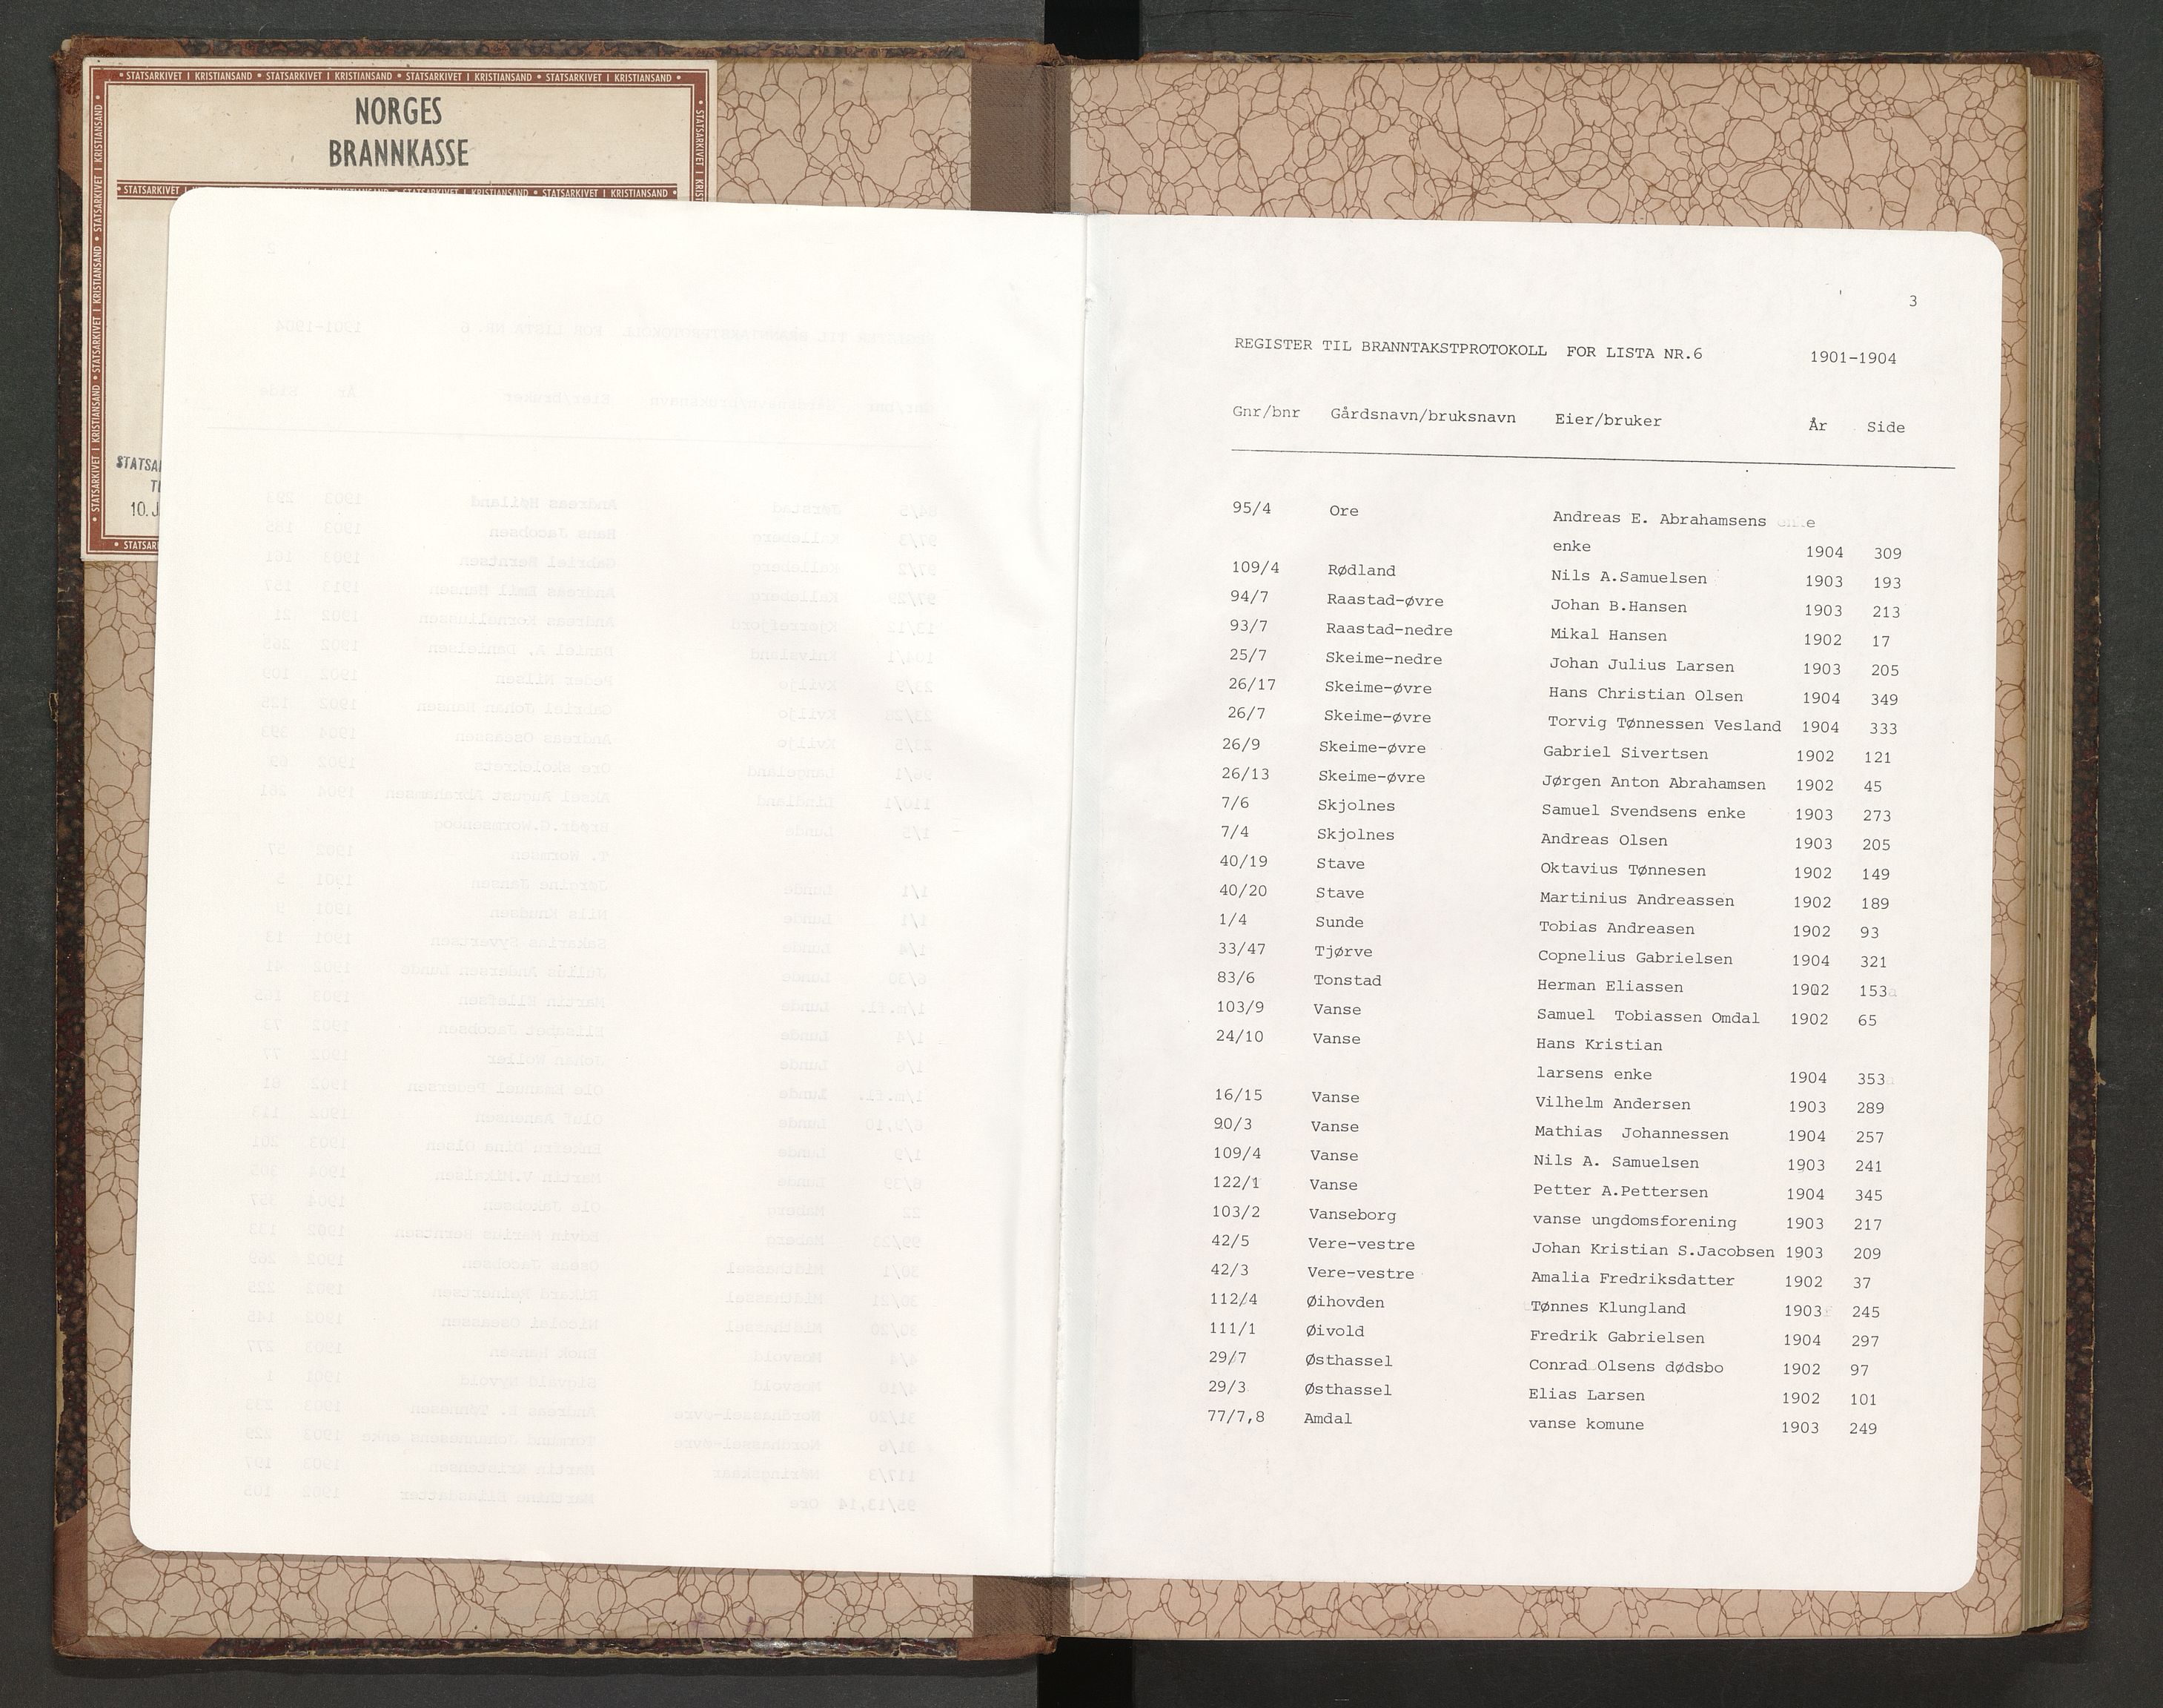 • STATSARKIVET I KRISTIANSAND • STATSARKIVET I KRISTIANSAND • STATSARKIVET I KRISTIANSAND • STATSARKIVET I KRISTIANSAND •
NORGES
BRANNKASSE
10. J
3
REGISTER TIL BRANNTAKSTPROTOKOLL FOR LISTA NR.6 1901-1904
Gnr/bnr Gårdsnavn/bruksnavn Eier/bruker År Side
95/4 Ore Andreas E. Abrahamsens
enke 1904 309
109/4 Rødland Nils A.Samuelsen 1903 193
94/7 Raastad-øvre Johan B.Hansen 1903 213
93/7 Raastad-nedre Mikal Hansen 1902 17
25/7 Skeime-nedre Johan Julius Larsen 1903 205
26/17 Skeime-øvre Hans Christian Olsen 1904 349
26/7 Skeime-øvre Torvig Tønnessen Vesland 1904 333
26/9 Skeime-øvre Gabriel Sivertsen 1902 121
26/13 Skeime-øvre Jørgen Anton Abrahamsen 1902 45
7/6 Skjolnes Samuel Svendsens enke 1903 273
7/4 Skjolnes Andreas Olsen 1903 205
40/19 Stave Oktavius Tønnesen 1902 149
40/20 Stave Martinius Andreassen 1902 189
1/4 Sunde Tobias Andreasen 1902 93
33/47 Tjørve Copnelius Gabrielsen 1904 321
83/6 Tonstad Herman Eliassen 1902 153
103/9 Vanse Samuel Tobiassen Omdal 1902 65
24/10 Vanse Hans Kristian
larsens enke 1904 353
16/15 Vanse Vilhelm Andersen 1903 289
90/3 Vanse Mathias Johannessen 1904 257
109/4 Vanse Nils A. Samuelsen 1903 241
122/1 Vanse Petter A.Pettersen 1904 345
103/2 Vanseborg vanse ungdomsforening 1903 217
42/5 Vere-vestre Johan Kristian S.Jacobsen 1903 209
42/3 Vere-vestre Amalia Fredriksdatter 1902 37
112/4 Øihovden Tønnes Klungland 1903 245
111/1 Øivold Fredrik Gabrielsen 1904 297
29/7 Østhassel Conrad Olsens dødsbo 1902 97
29/3 Østhassel Elias Larsen 1902 101
77/7,8 Amdal vanse komune 1903 249